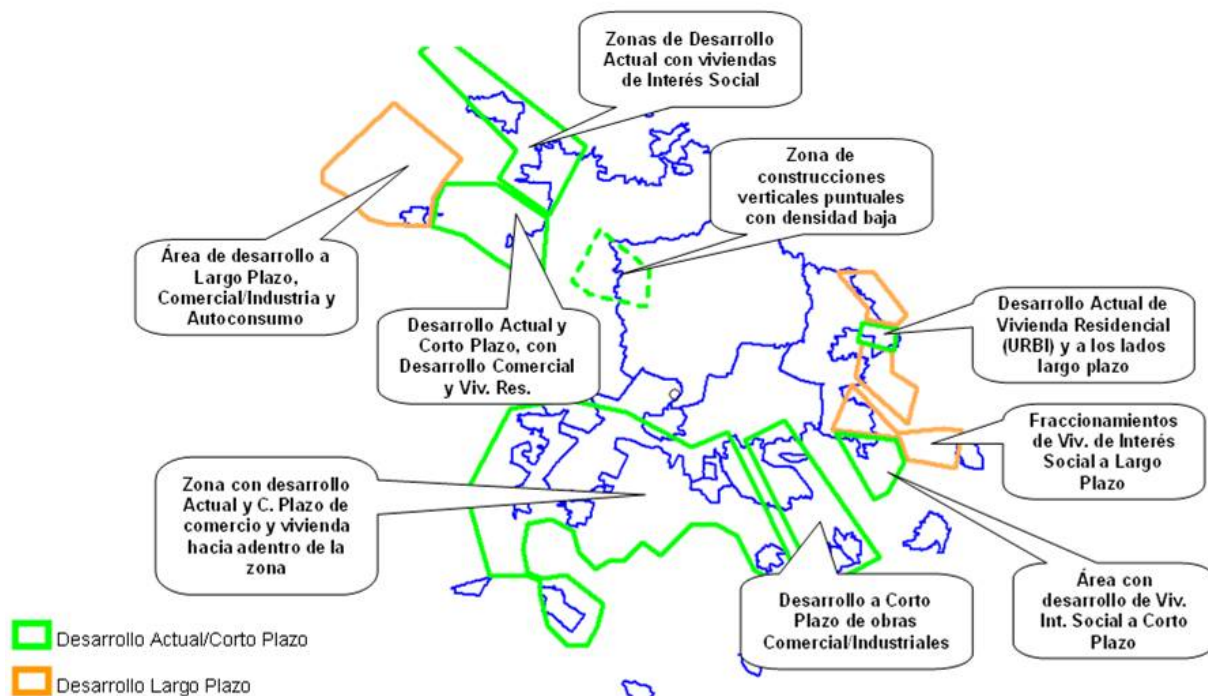 Zonas de Desarrollo
Actual con viviendas
de Interés Social
Zona de
construcciones
verticales puntuales
con densidad baja
Área de desarrollo a
Largo Plazo,
Comercial/Industria y
Autoconsumo
Desarrollo Actual y
Corto Plazo, con
Desarrollo Comercial
y Viv. Res.
Desarrollo Actual de
Vivienda Residencial
(URBI) y a los lados
largo plazo
Fraccionamientos
de Viv. de Interés
Social a Largo
Plazo
Zona con desarrollo
Actual y C. Plazo de
comercio y vivienda
hacia adentro de la
zona
Desarrollo a Corto
Plazo de obras
Comercial/Industriales
Área con
desarrollo de Viv.
Int. Social a Corto
Plazo
Desarrollo Actual/Corto Plazo
Desarrollo Largo Plazo